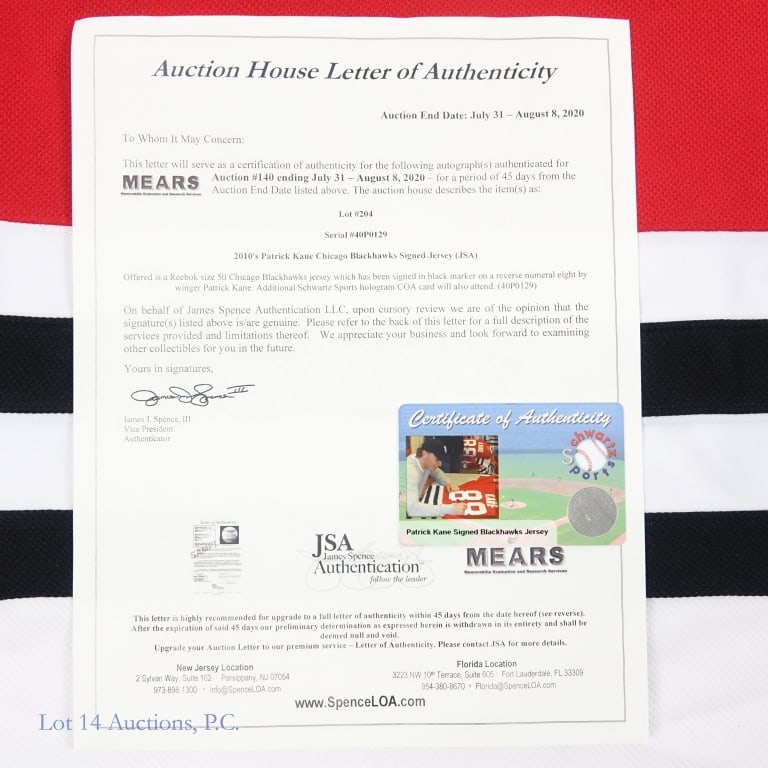 Auction House Letter of Authenticity
Auction End Date: July 31 – August 8, 2020
To Whom It May Concern:
This letter will serve as a certification of authenticity for the following autograph(s) authenticated for
MEARS
Memorabilia Evaluation and Research Services
Auction #140 ending July 31 – August 8, 2020 – for a period of 45 days from the
Auction End Date listed above. The auction house describes the item(s) as:
Lot #204
Serial #40P0129
2010's Patrick Kane Chicago Blackhawks Signed Jersey (JSA)
Offered is a Reebok size 50 Chicago Blackhawks jersey which has been signed in black marker on a reverse numeral eight by
winger Patrick Kane. Additional Schwartz Sports hologram/COA card will also attend. (40P0129)
On behalf of James Spence Authentication LLC, upon cursory review we are of the opinion that the
signature(s) listed above is/are genuine. Please refer to the back of this letter for a full description of the
services provided and limitations thereof. We appreciate your business and look forward to examining
other collectibles for you in the future.
Yours in signatures,
James J. Spence, III
Vice President
Authenticator
Certificate of Authenticity
Schwartz
Sports
88
Patrick Kane Signed Blackhawks Jersey
JSA
James Spence
Authentication
follow the leader
MEARS
Memorabilia Evaluation and Research Services
This letter is highly recommended for upgrade to a full letter of authenticity within 45 days from the date hereof (see reverse).
After the expiration of said 45 days our preliminary determination as expressed herein is withdrawn in its entirety and shall be
deemed null and void.
Upgrade your Auction Letter to our premium service – Letter of Authenticity. Please contact JSA for more details.
New Jersey Location
2 Sylvan Way, Suite 102 · Parsippany, NJ 07054
973-898-1300 · Info@SpenceLOA.com
Florida Location
3223 NW 10th Terrace, Suite 605 Fort Lauderdale, FL 33309
954-380-8670 · Florida@SpenceLOA.com
www.SpenceLOA.com
Lot 14 Auctions, P.C.